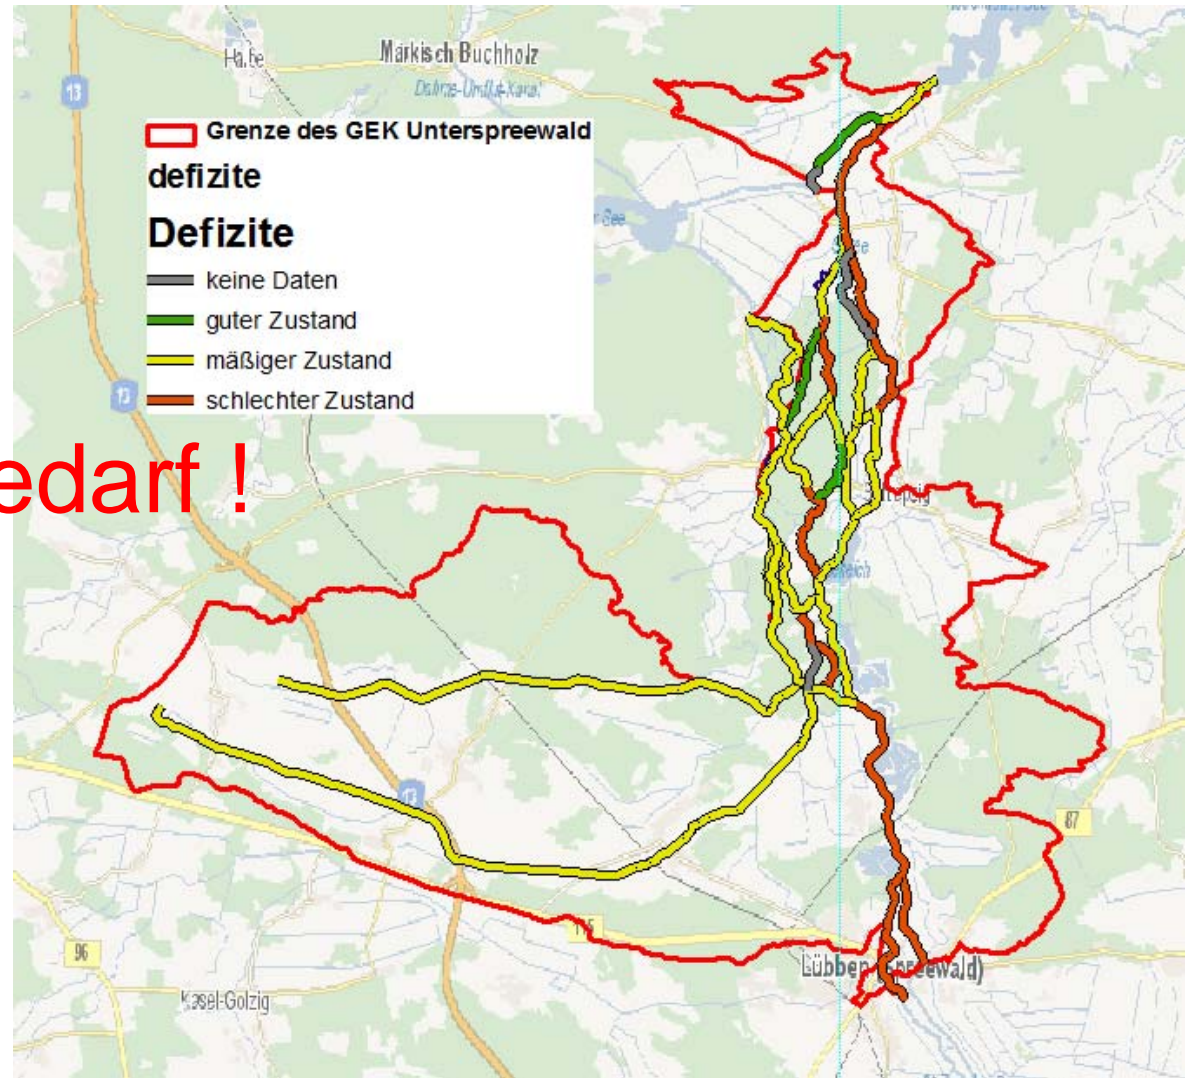 Märkisch Buchholz
Dahme-Umflut-Kanal
13
Grenze des GEK Unterspreewald
defizite
Defizite
keine Daten
guter Zustand
mäßiger Zustand
schlechter Zustand
See
13
edarf !
13
87
115
96
Lübben (Spreewald)
Kasel-Golzig